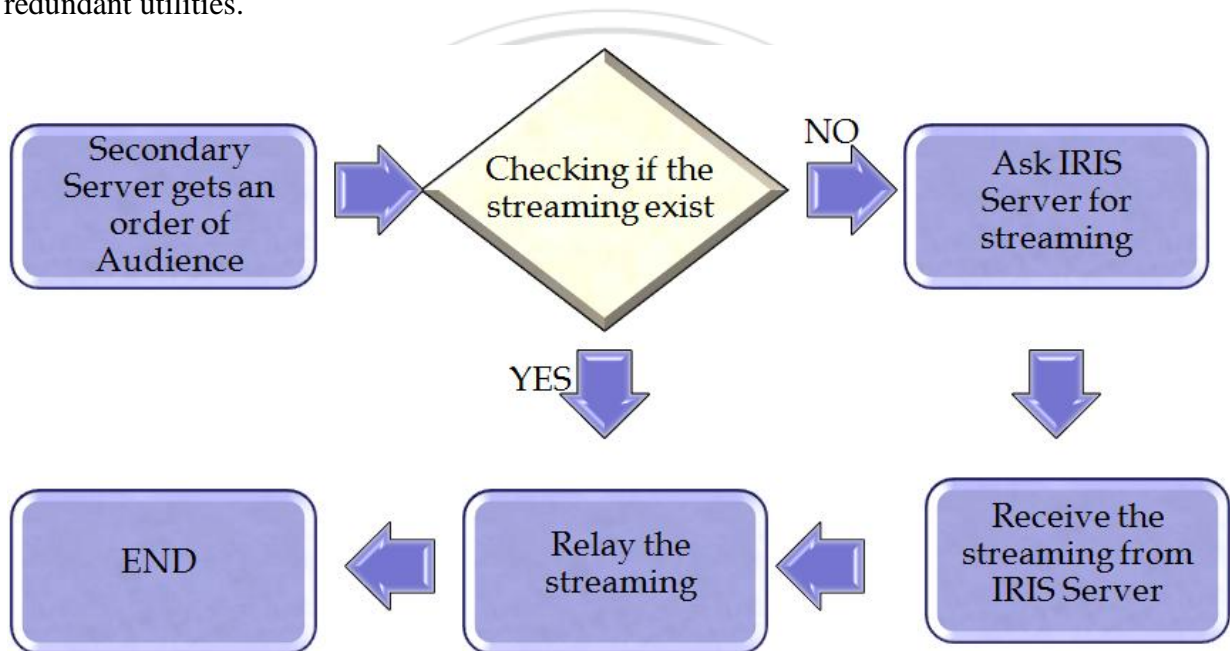 redundant utilities.
Secondary
Server gets an
order of
Audience
Checking if the
streaming exist
NO
Ask IRIS
Server for
streaming
YES
Receive the
streaming from
IRIS Server
Relay the
streaming
END